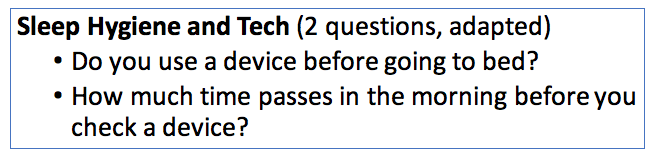 Sleep Hygiene and Tech (2 questions, adapted)
• Do you use a device before going to bed?
• How much time passes in the morning before you
check a device?